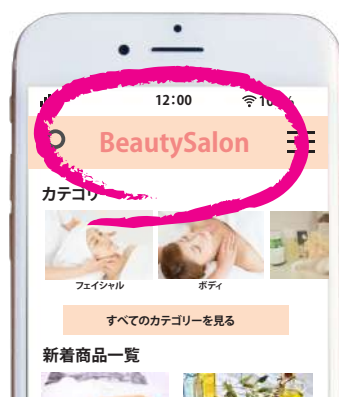 12:00
BeautySalon
カテゴリー
フェイシャル
ボディ
すべてのカテゴリーを見る
新着商品一覧